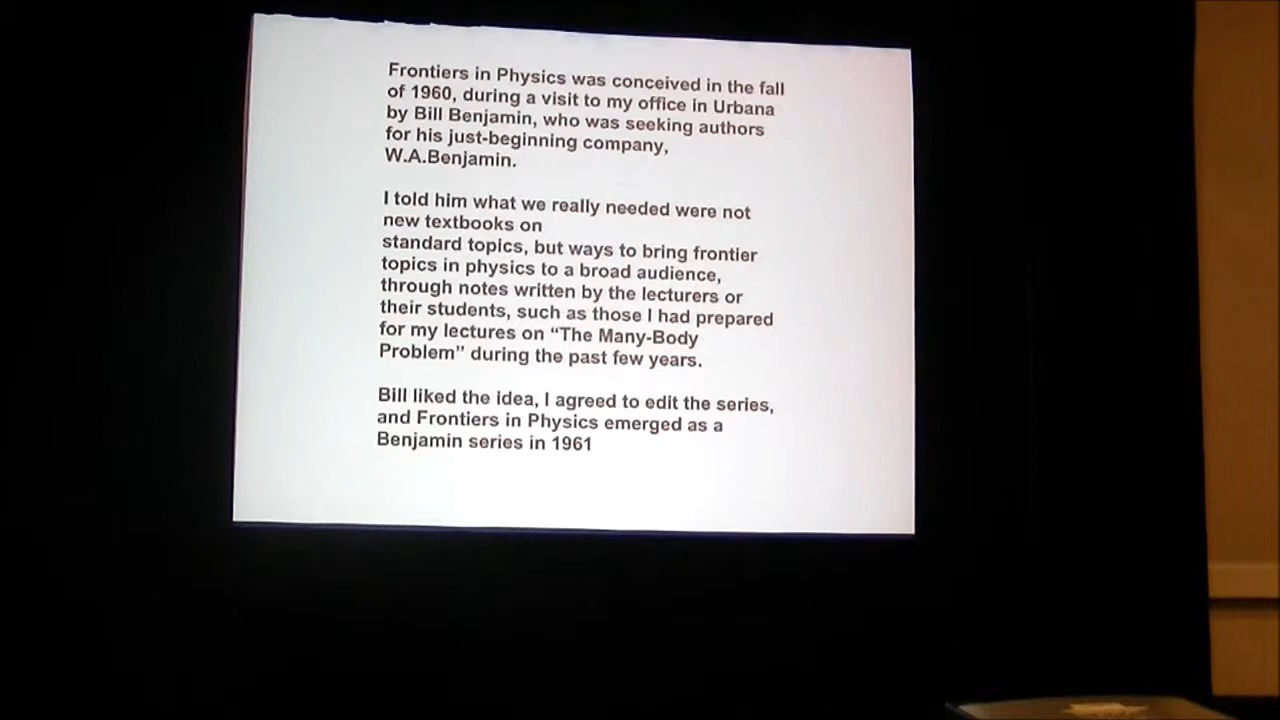 Frontiers in Physics was conceived in the fall
of 1960, during a visit to my office in Urbana
by Bill Benjamin, who was seeking authors
for his just-beginning company,
W.A.Benjamin.
I told him what we really needed were not
new textbooks on
standard topics, but ways to bring frontier
topics in physics to a broad audience,
through notes written by the lecturers or
their students, such as those I had prepared
for my lectures on “The Many-Body
Problem” during the past few years.
Bill liked the idea, I agreed to edit the series,
and Frontiers in Physics emerged as a
Benjamin series in 1961